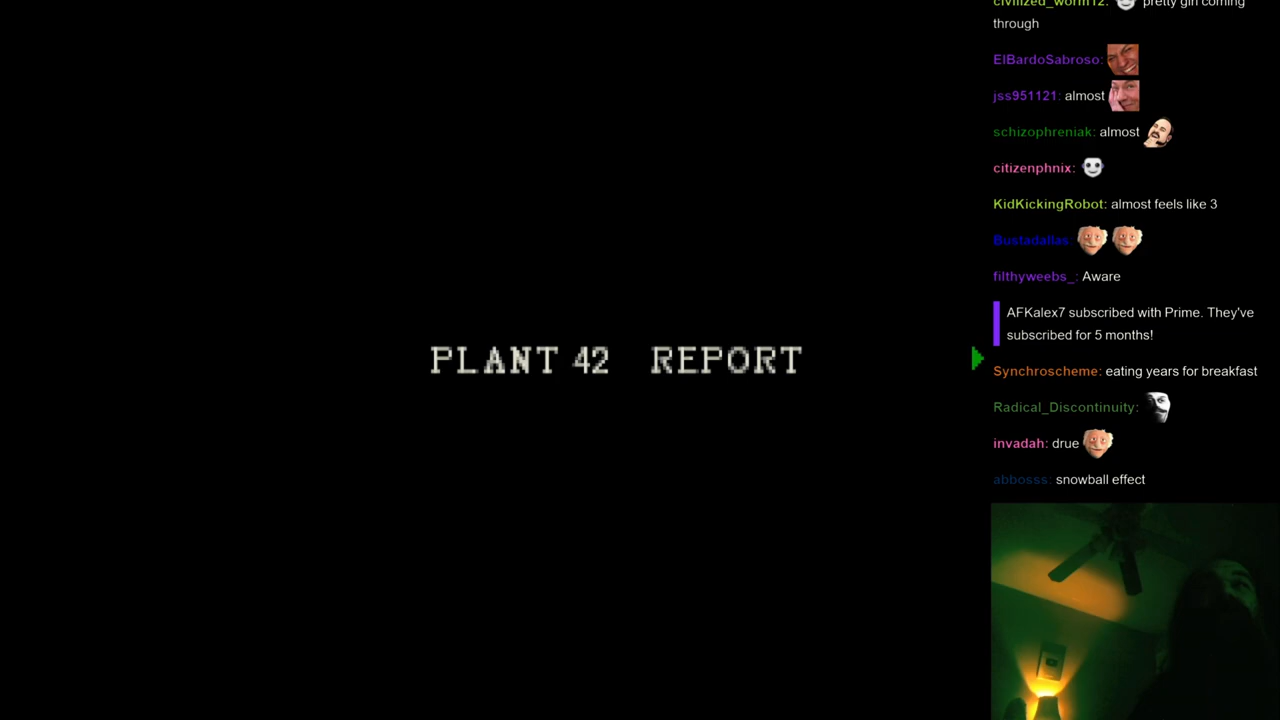 civilized_worm12: pretty girl coming
through
ElBardoSabroso:
jss951121: almost
schizophreniak: almost
citizenphnix:
KidKickingRobot: almost feels like 3
Bustadallas:
filthyweebs_: Aware
AFKalex7 subscribed with Prime. They've
subscribed for 5 months!
PLANT 42 REPORT
Synchroscheme: eating years for breakfast
Radical_Discontinuity:
invadah: drue
abbosss: snowball effect